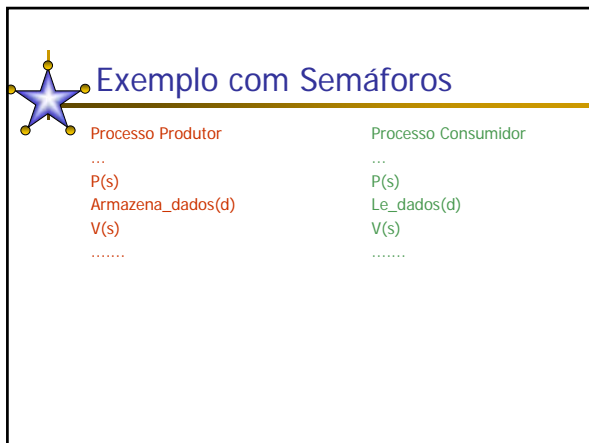 Exemplo com Semáforos
Processo Produtor
...
P(s)
Armazena_dados(d)
V(s)
.......
Processo Consumidor
...
P(s)
Le_dados(d)
V(s)
.......